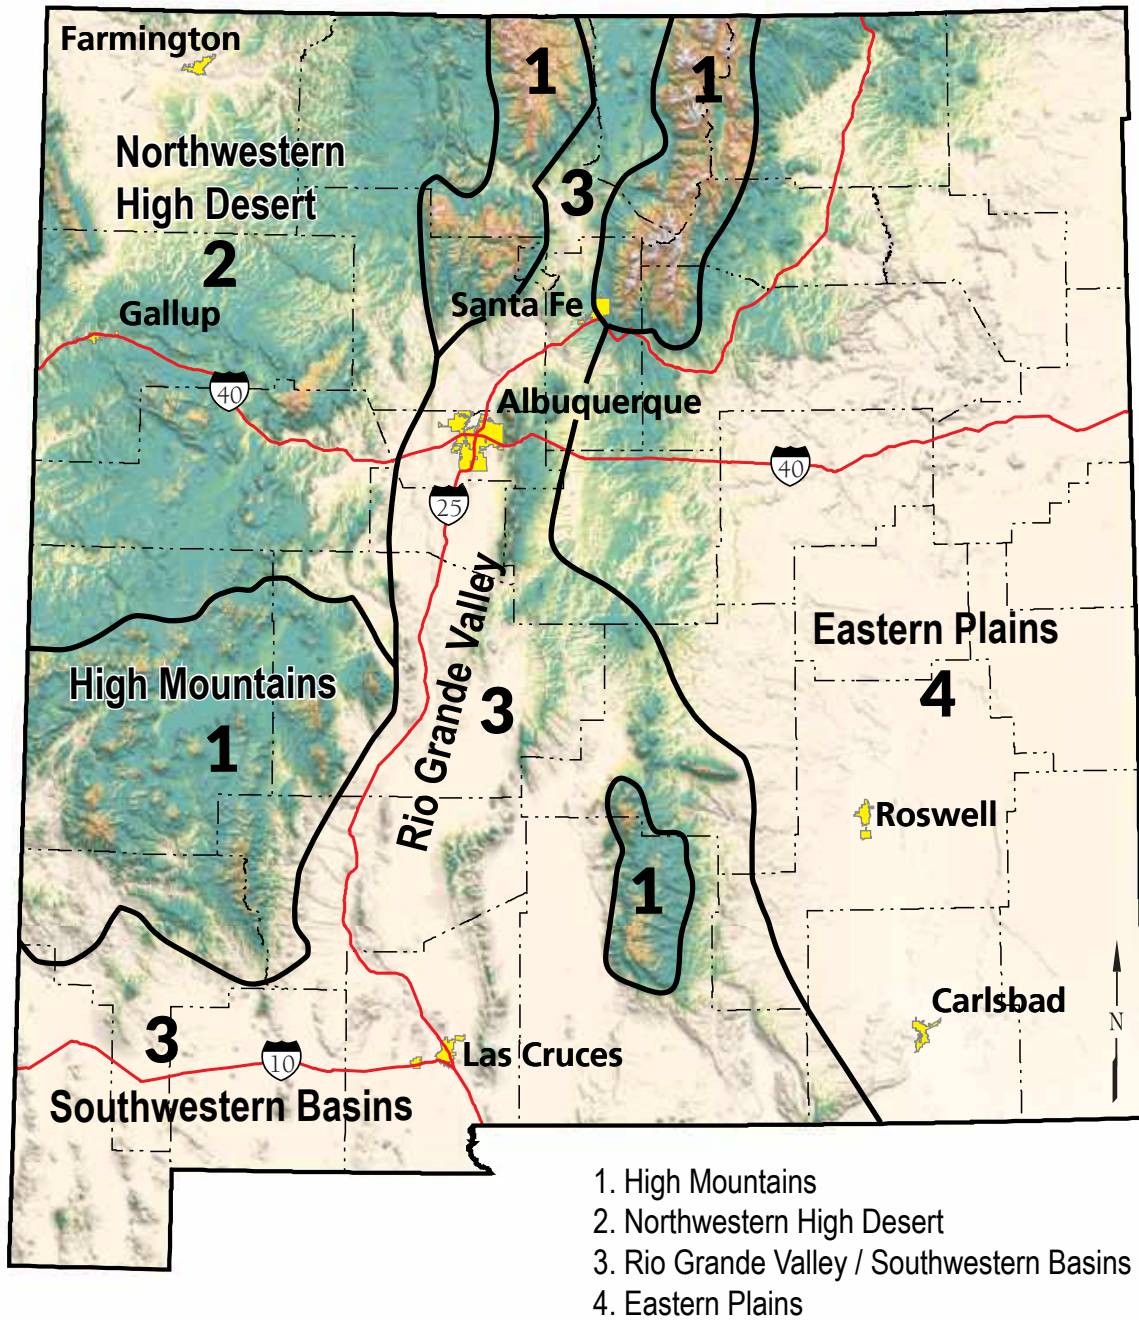 Farmington
1
1
Northwestern
High Desert
3
2
Gallup
Santa Fe
40
Albuquerque
40
25
Rio Grande Valley
Eastern Plains
High Mountains
4
3
1
Roswell
1
Carlsbad
N
3
10
Las Cruces
Southwestern Basins
1. High Mountains
2. Northwestern High Desert
3. Rio Grande Valley / Southwestern Basins
4. Eastern Plains